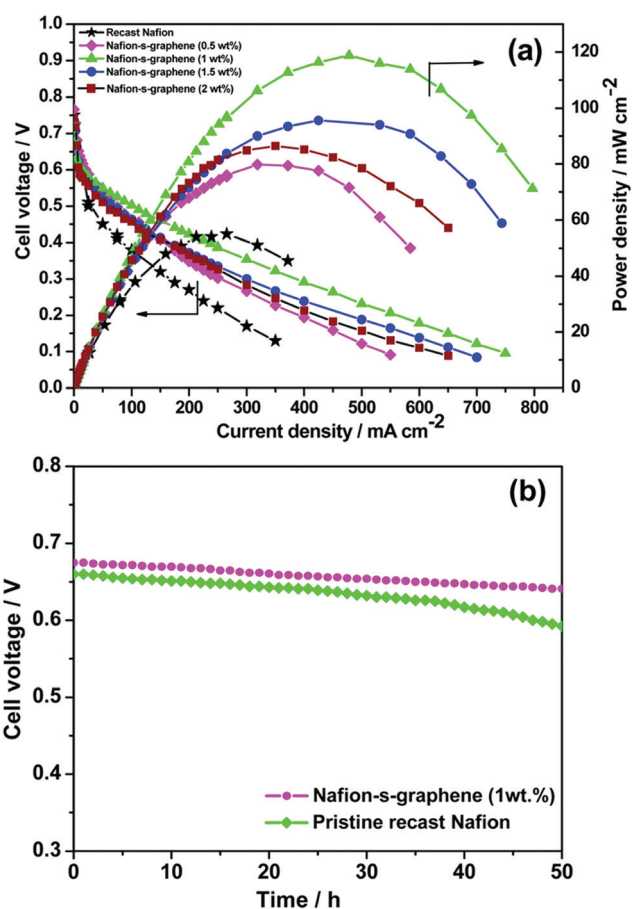 (a)
Recast Nafion
Nafion-s-graphene (0.5 wt%)
Nafion-s-graphene (1 wt%)
Nafion-s-graphene (1.5 wt%)
Nafion-s-graphene (2 wt%)
1.0
0.9
0.8
0.7
0.6
0.5
0.4
0.3
0.2
0.1
0.0
Cell voltage / V
140
120
100
80
60
40
20
0
Power density / mW cm-2
0 100 200 300 400 500 600 700 800
Current density / mA cm-2
(b)
0.8
0.7
0.6
0.5
0.4
0.3
Cell voltage / V
Nafion-s-graphene (1wt.%)
Pristine recast Nafion
0 10 20 30 40 50
Time / h